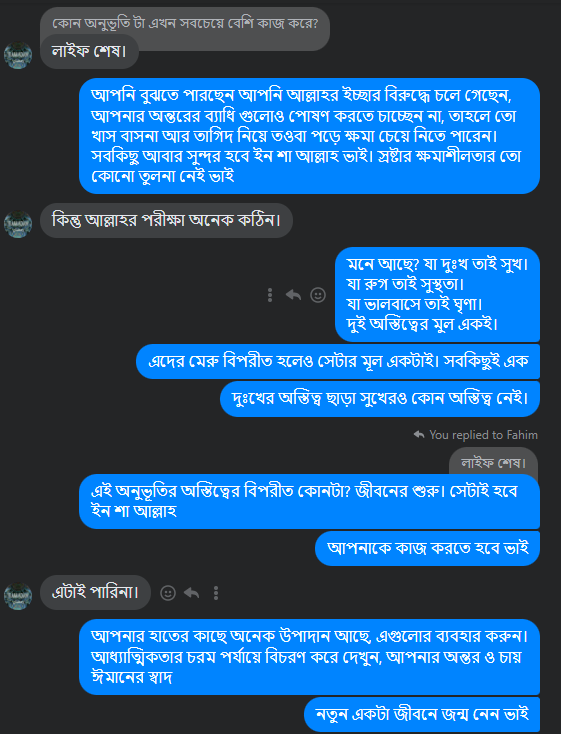 কোন অনুভূতি টা এখন সবচেয়ে বেশি কাজ করে?
লাইফ শেষ।
আপনি বুঝতে পারছেন আপনি আল্লাহর ইচ্ছার বিরুদ্ধে চলে গেছেন,
আপনার অন্তরের ব্যাধি গুলোও পোষণ করতে চাচ্ছেন না, তাহলে তো
খাস বাসনা আর তাগিদ নিয়ে তওবা পড়ে ক্ষমা চেয়ে নিতে পারেন।
সবকিছু আবার সুন্দর হবে ইন শা আল্লাহ ভাই। স্রষ্টার ক্ষমাশীলতার তো
কোনো তুলনা নেই ভাই
কিন্তু আল্লাহর পরীক্ষা অনেক কঠিন।
মনে আছে? যা দুঃখ তাই সুখ।
যা রুগ তাই সুস্থতা।
যা ভালবাসে তাই ঘৃণা।
দুই অস্তিত্বের মুল একই।
এদের মেরু বিপরীত হলেও সেটার মূল একটাই। সবকিছুই এক
দুঃখের অস্তিত্ব ছাড়া সুখেরও কোন অস্তিত্ব নেই।
You replied to Fahim
লাইফ শেষ।
এই অনুভূতির অস্তিত্বের বিপরীত কোনটা? জীবনের শুরু। সেটাই হবে
ইন শা আল্লাহ
আপনাকে কাজ করতে হবে ভাই
এটাই পারিনা।
আপনার হাতের কাছে অনেক উপাদান আছে, এগুলোর ব্যবহার করুন।
আধ্যাত্মিকতার চরম পর্যায়ে বিচরণ করে দেখুন, আপনার অন্তর ও চায়
ঈমানের স্বাদ
নতুন একটা জীবনে জন্ম নেন ভাই